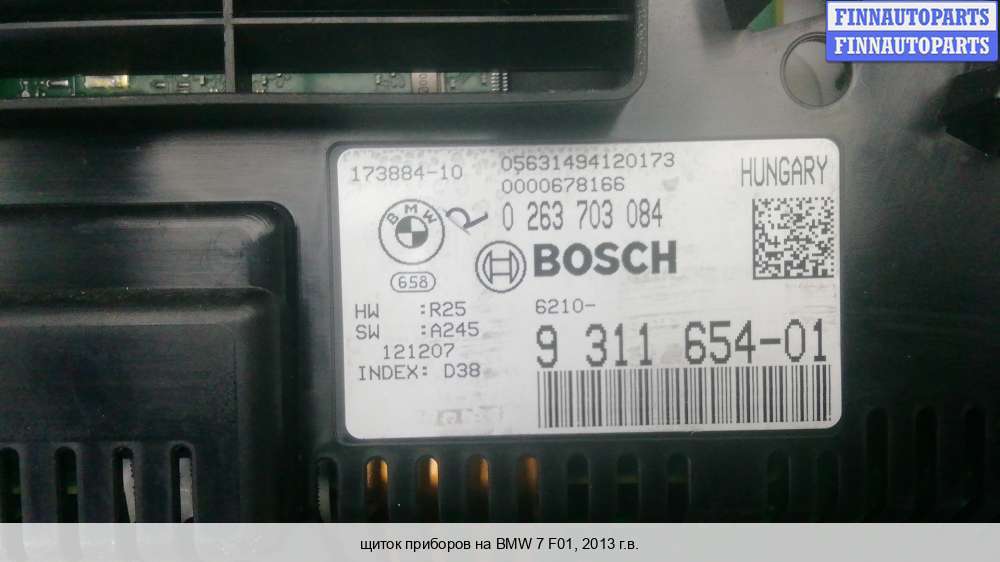 FINNAUTOPARTS
FINNAUTOPARTS
173884-10
05631494120173
0000678166
HUNGARY
BMW
R
0 263 703 084
BOSCH
658
HW :R25
SW :A245
121207
INDEX: D38
6210-
9 311 654-01
щиток приборов на BMW 7 F01, 2013 г.в.